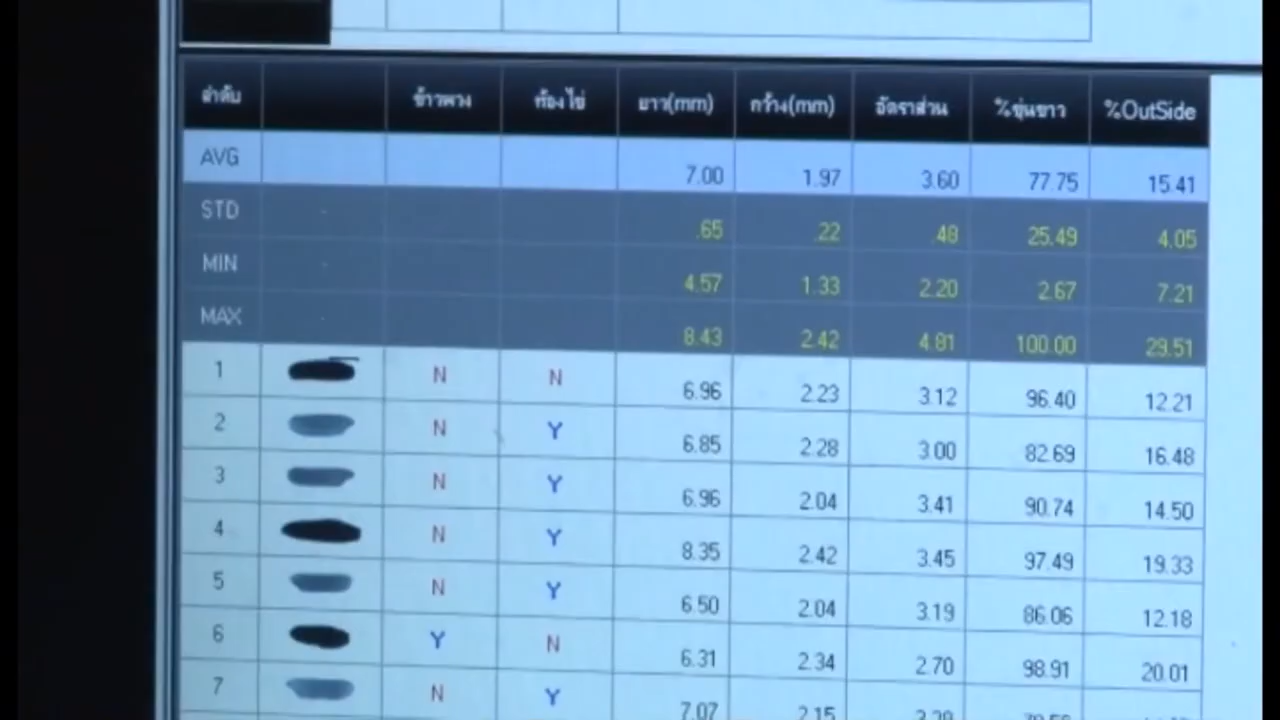 ลำดับ ข้าวพวง ท้องไข่ ยาว(mm) กว้าง(mm) อัตราส่วน %ขุ่นขาว %OutSide
AVG 7.00 1.97 3.60 77.75 15.41
STD .65 .22 .48 25.49 4.05
MIN 4.57 1.33 2.20 2.67 7.21
MAX 8.43 2.42 4.81 100.00 29.51
1 N N 6.96 2.23 3.12 96.40 12.21
2 N Y 6.85 2.28 3.00 82.69 16.48
3 N Y 6.96 2.04 3.41 90.74 14.50
4 N Y 8.35 2.42 3.45 97.49 19.33
5 N Y 6.50 2.04 3.19 86.06 12.18
6 Y N 6.31 2.34 2.70 98.91 20.01
7 N Y 7.07 2.15